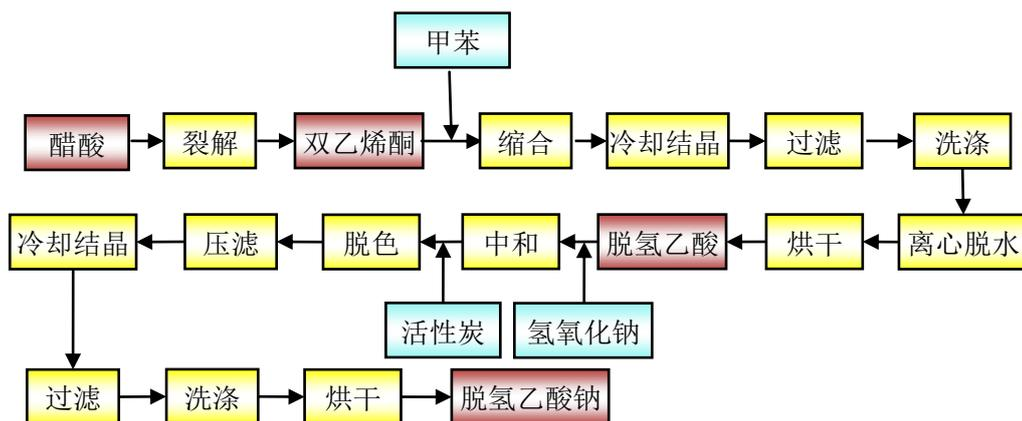 甲苯
醋酸
裂解
双乙烯酮
缩合
冷却结晶
过滤
洗涤
离心脱水
烘干
脱氢乙酸
中和
脱色
压滤
冷却结晶
活性炭
氢氧化钠
过滤
洗涤
烘干
脱氢乙酸钠